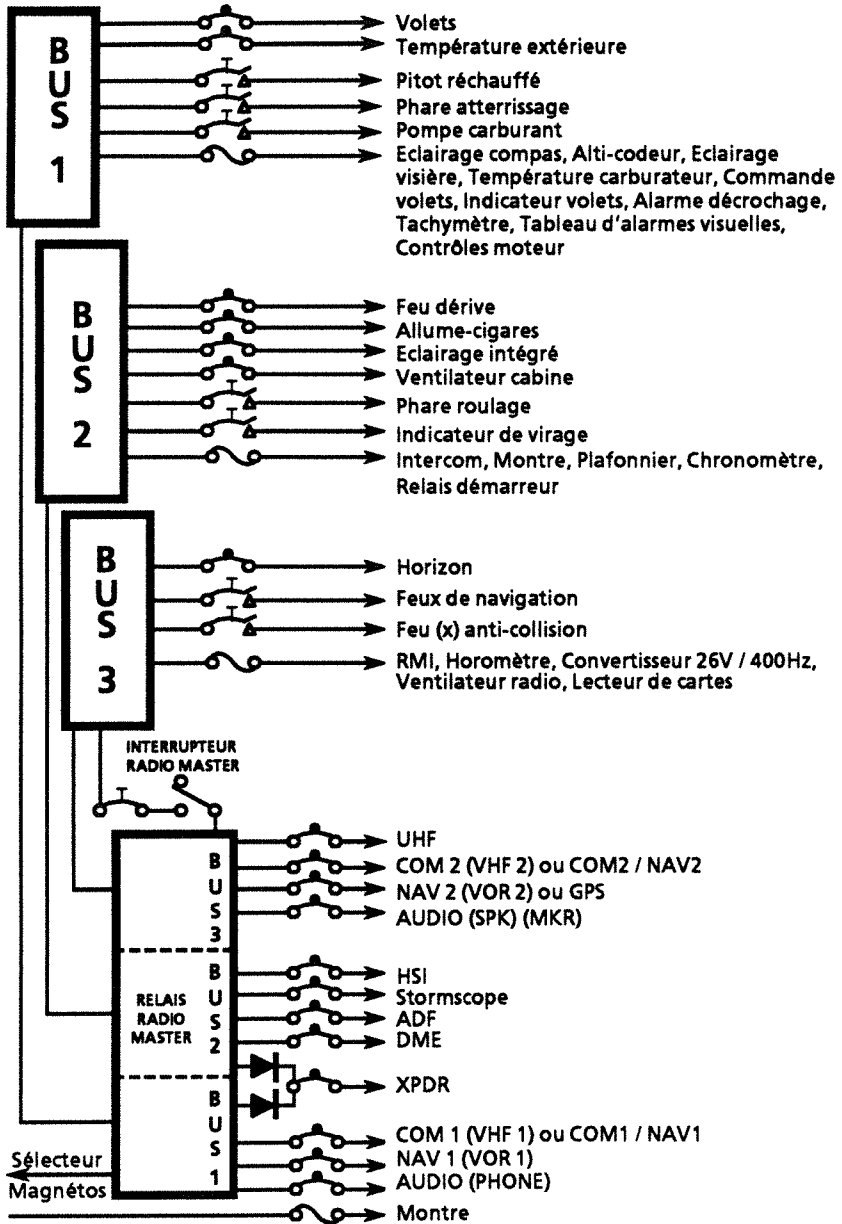 BUS 1
Volets
Température extérieure
Pitot réchauffé
Phare atterrissage
Pompe carburant
Eclairage compas, Alti-codeur, Eclairage
visière, Température carburateur, Commande
volets, Indicateur volets, Alarme décrochage,
Tachymètre, Tableau d'alarmes visuelles,
Contrôles moteur
BUS 2
Feu dérive
Allume-cigares
Eclairage intégré
Ventilateur cabine
Phare roulage
Indicateur de virage
Intercom, Montre, Plafonnier, Chronomètre,
Relais démarreur
BUS 3
Horizon
Feux de navigation
Feu (x) anti-collision
RMI, Horomètre, Convertisseur 26V / 400Hz,
Ventilateur radio, Lecteur de cartes
INTERRUPTEUR
RADIO MASTER
BUS 3
UHF
COM 2 (VHF 2) ou COM2 / NAV2
NAV 2 (VOR 2) ou GPS
AUDIO (SPK) (MKR)
RELAIS
RADIO
MASTER
BUS 2
HSI
Stormscope
ADF
DME
XPDR
BUS 1
COM 1 (VHF 1) ou COM1 / NAV1
NAV 1 (VOR 1)
AUDIO (PHONE)
Sélecteur
Magnétos
Montre